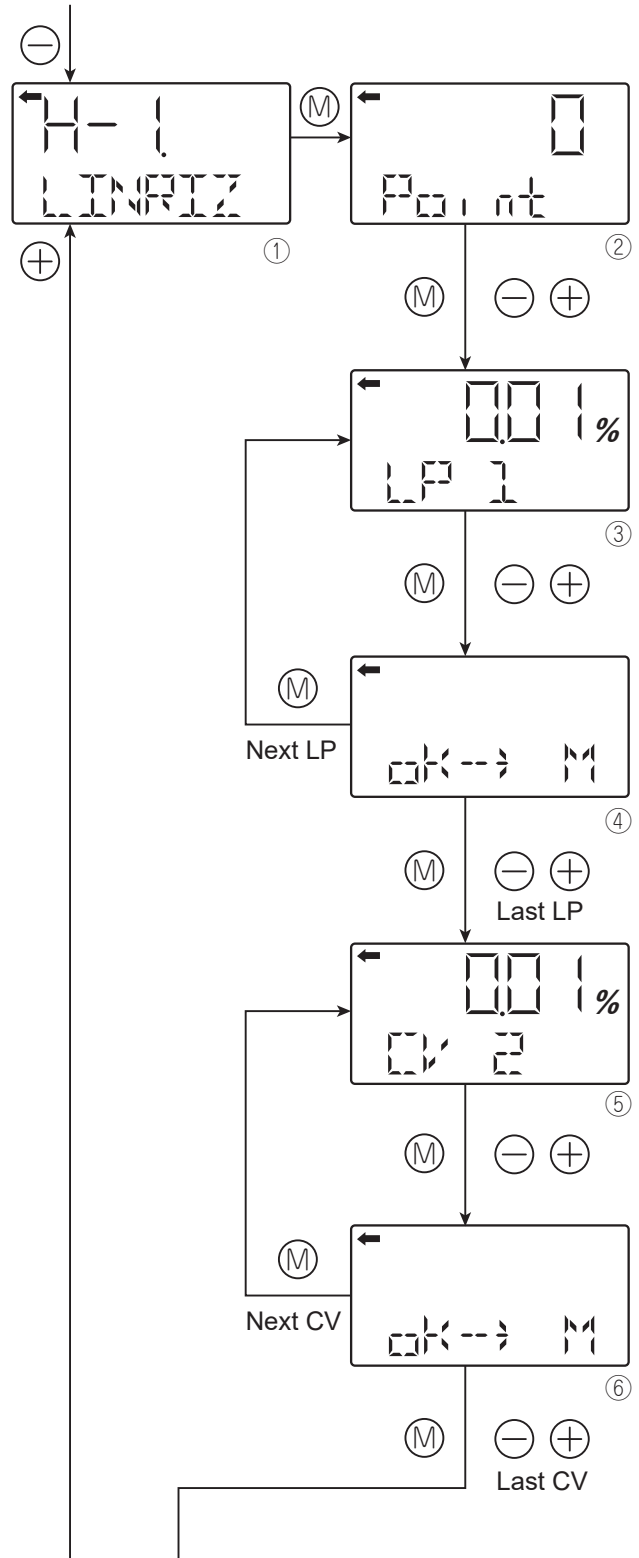 −
H-1.
LINRIZ
M
+
①
0
Point
②
M − +
0.01%
LP 1
③
M − +
M
Next LP
oK--> M
④
M − +
Last LP
0.01%
CV 2
⑤
M − +
M
Next CV
oK--> M
⑥
M − +
Last CV